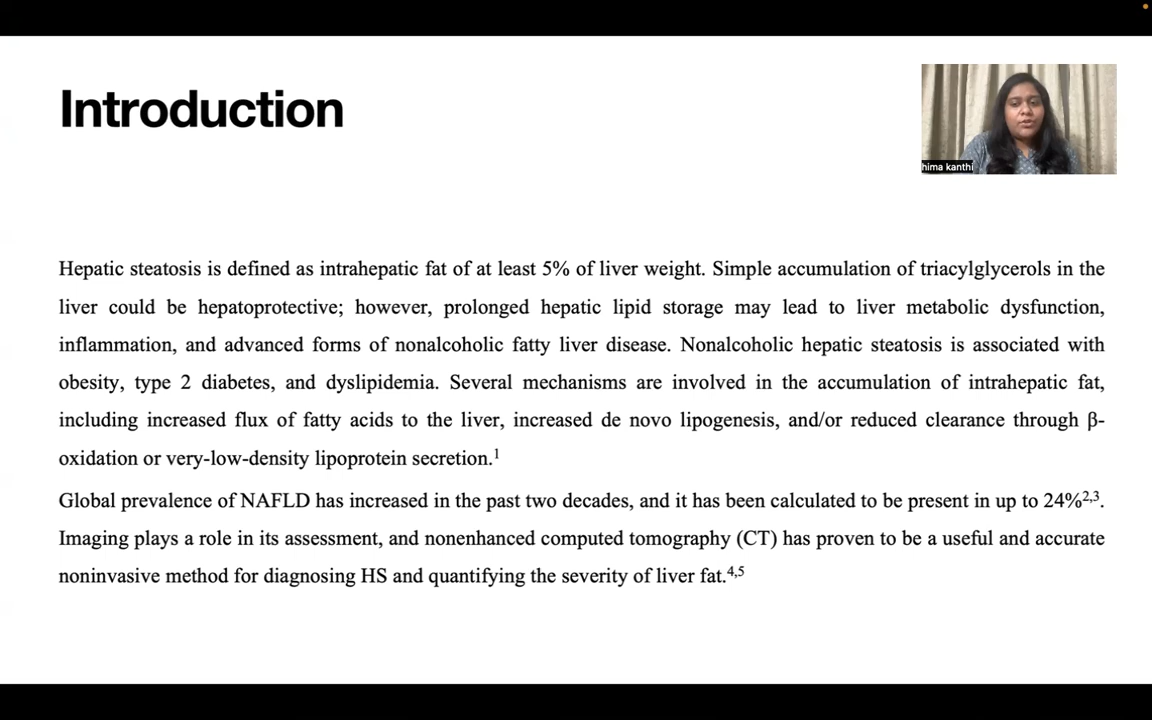 Introduction
hima kanthi
Hepatic steatosis is defined as intrahepatic fat of at least 5% of liver weight. Simple accumulation of triacylglycerols in the
liver could be hepatoprotective; however, prolonged hepatic lipid storage may lead to liver metabolic dysfunction,
inflammation, and advanced forms of nonalcoholic fatty liver disease. Nonalcoholic hepatic steatosis is associated with
obesity, type 2 diabetes, and dyslipidemia. Several mechanisms are involved in the accumulation of intrahepatic fat,
including increased flux of fatty acids to the liver, increased de novo lipogenesis, and/or reduced clearance through β-
oxidation or very-low-density lipoprotein secretion.¹
Global prevalence of NAFLD has increased in the past two decades, and it has been calculated to be present in up to 24%²,³.
Imaging plays a role in its assessment, and nonenhanced computed tomography (CT) has proven to be a useful and accurate
noninvasive method for diagnosing HS and quantifying the severity of liver fat.⁴,⁵